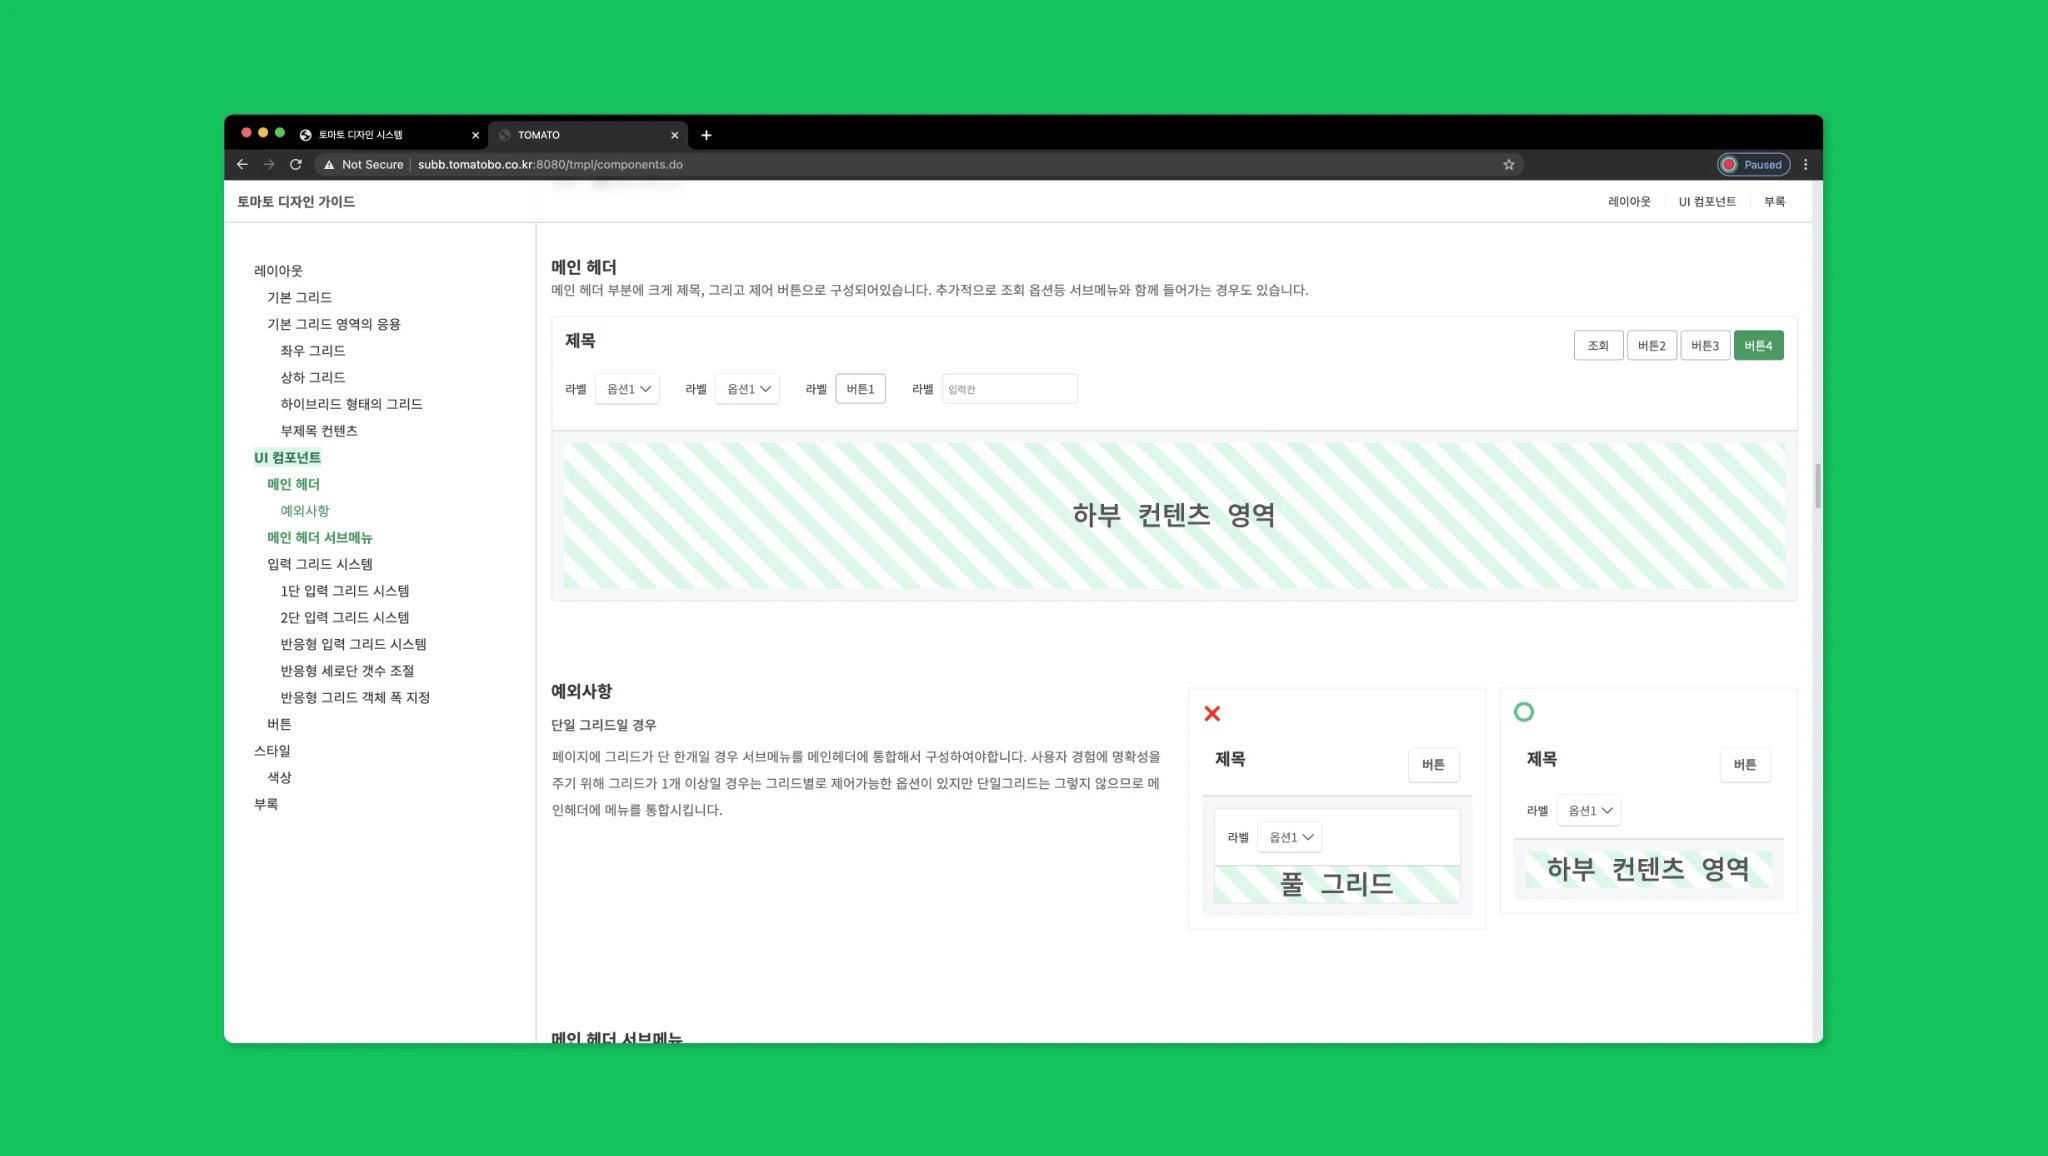 토마토 디자인 시스템
TOMATO
Not Secure
subb.tomatobo.co.kr:8080/tmpl/components.do
Paused
토마토 디자인 가이드
레이아웃
UI 컴포넌트
부록
레이아웃
기본 그리드
기본 그리드 영역의 응용
좌우 그리드
상하 그리드
하이브리드 형태의 그리드
부제목 컨텐츠
UI 컴포넌트
메인 헤더
예외사항
메인 헤더 서브메뉴
입력 그리드 시스템
1단 입력 그리드 시스템
2단 입력 그리드 시스템
반응형 입력 그리드 시스템
반응형 세로단 갯수 조절
반응형 그리드 객체 폭 지정
버튼
스타일
색상
부록
메인 헤더
메인 헤더 부분에 크게 제목, 그리고 제어 버튼으로 구성되어있습니다. 추가적으로 조회 옵션등 서브메뉴와 함께 들어가는 경우도 있습니다.
제목
조회
버튼2
버튼3
버튼4
라벨 옵션1
라벨 옵션1
라벨 버튼1
라벨 입력칸
하부 컨텐츠 영역
예외사항
단일 그리드일 경우
페이지에 그리드가 단 한개일 경우 서브메뉴를 메인헤더에 통합해서 구성하여야합니다. 사용자 경험에 명확성을
주기 위해 그리드가 1개 이상일 경우는 그리드별로 제어가능한 옵션이 있지만 단일그리드는 그렇지 않으므로 메
인헤더에 메뉴를 통합시킵니다.
제목
버튼
라벨 옵션1
풀 그리드
제목
버튼
라벨 옵션1
하부 컨텐츠 영역
메인 헤더 서브메뉴